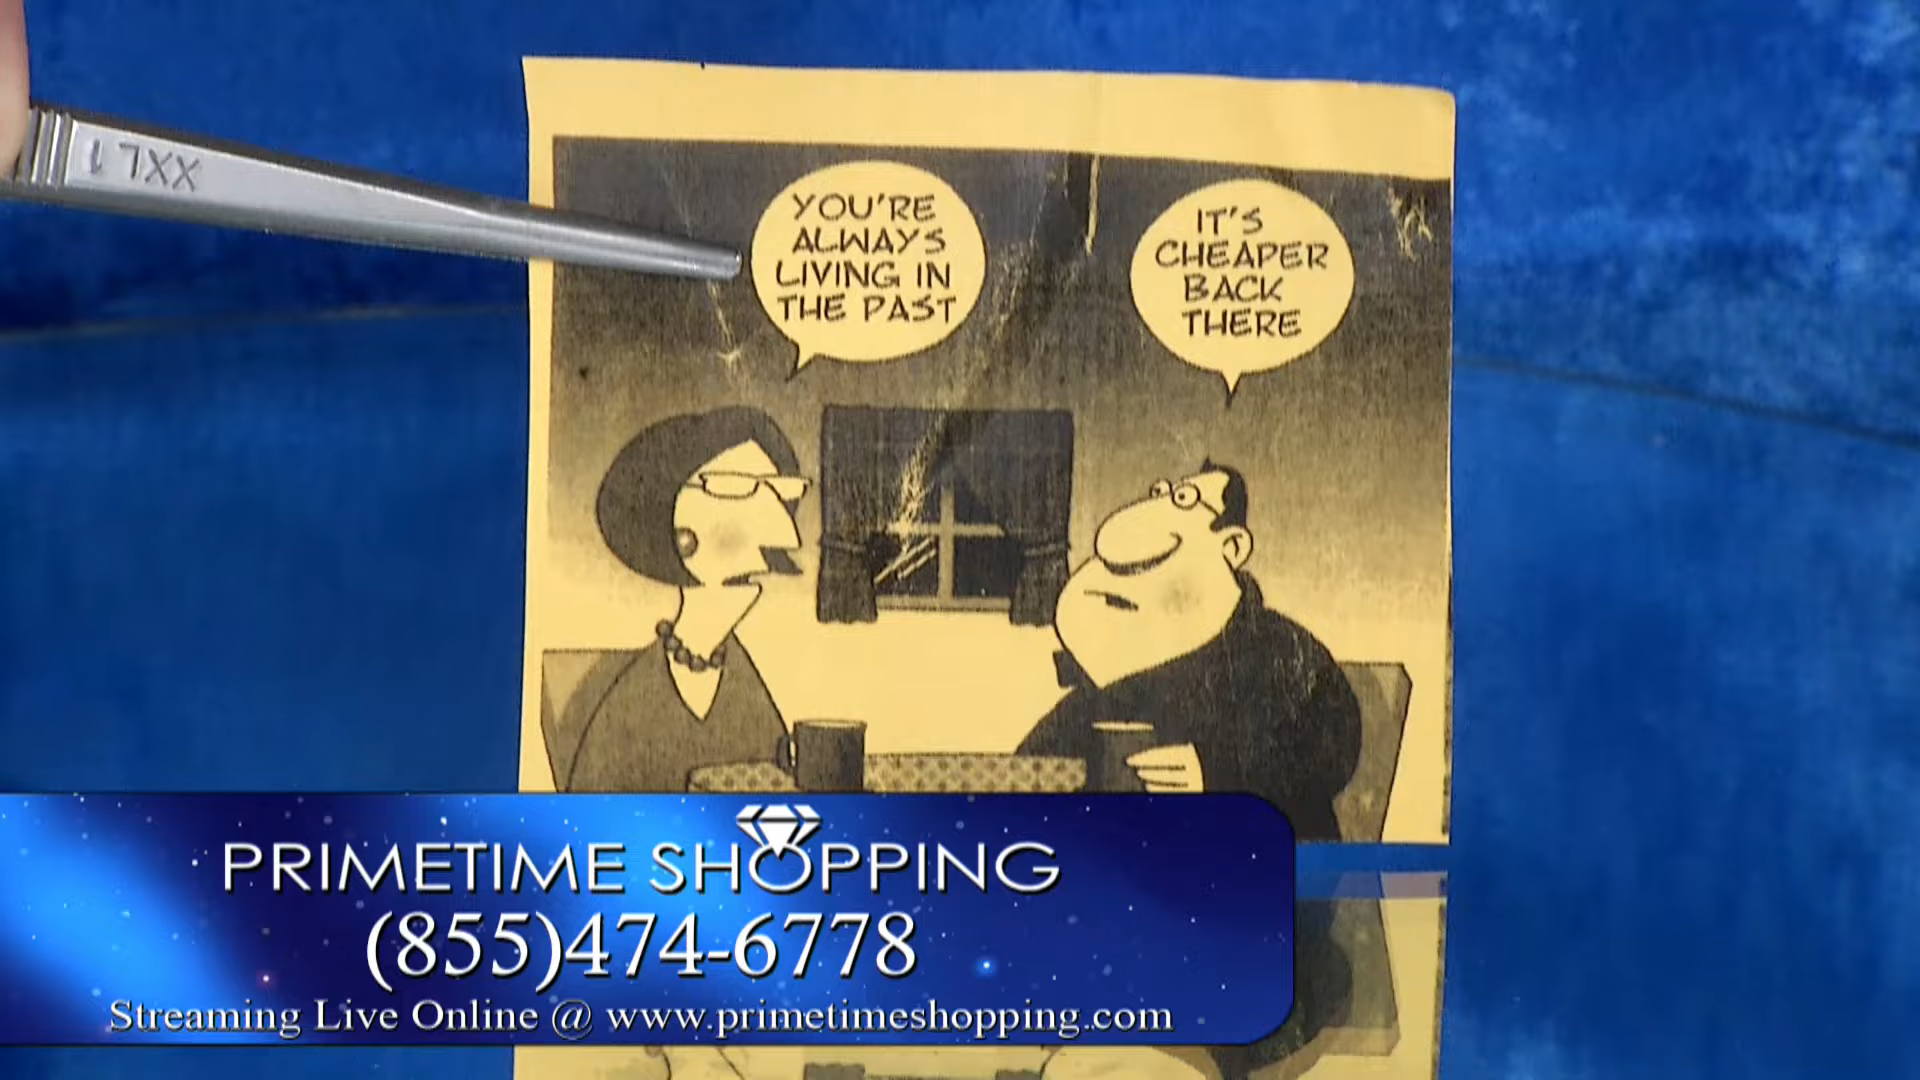 17XX1
YOU'RE
ALWAYS
LIVING IN
THE PAST
IT'S
CHEAPER
BACK
THERE
PRIMETIME SHOPPING
(855)474-6778
Streaming Live Online @ www.primetimeshopping.com